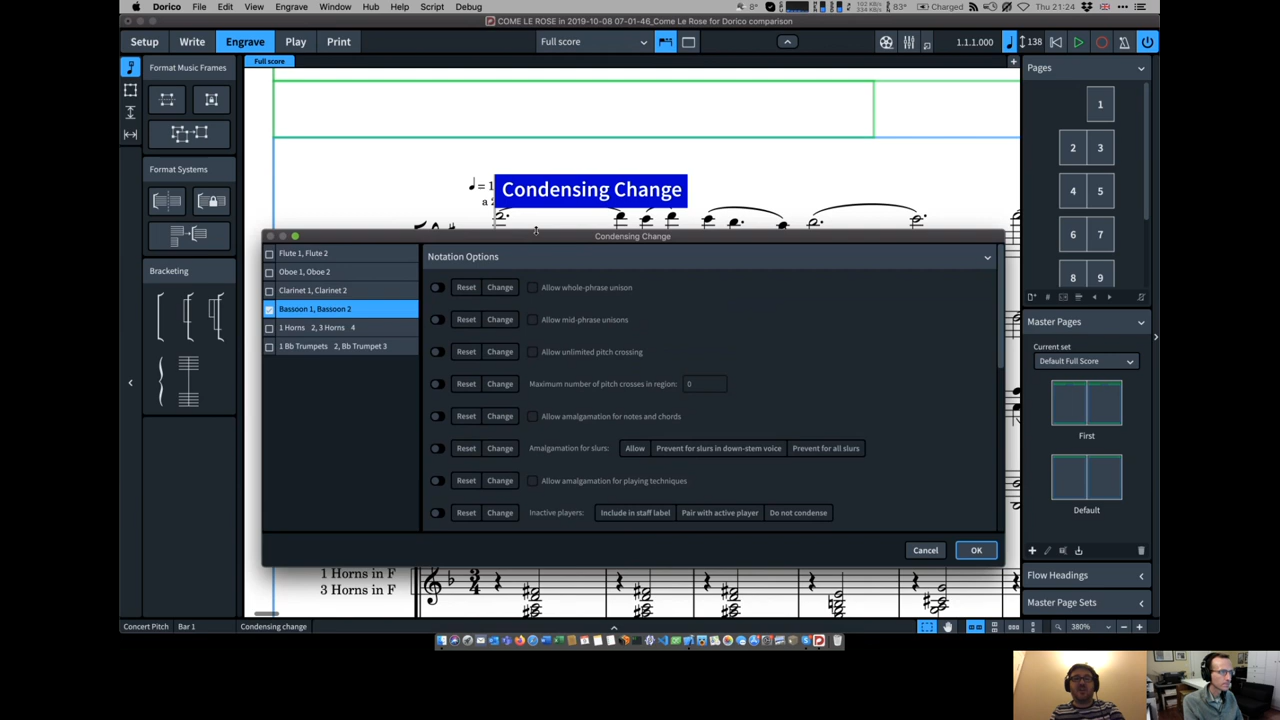 Dorico File Edit Engrave Window Hub Help Script Debug
8° 83° Charged Thu 21:24
COME LE ROSE in 2019-10-08 07-01-46_Come Le Rose for Dorico comparison
Setup Write Engrave Play Print Full score 1.1.1.000 138
Format Music Frames
Format Systems
Bracketing
Full score
= 1
a 2
Condensing Change
Condensing Change
Flute 1, Flute 2
Oboe 1, Oboe 2
Clarinet 1, Clarinet 2
Bassoon 1, Bassoon 2
1 Horns 2, 3 Horns 4
1 Bb Trumpets 2, Bb Trumpet 3
Notation Options
Reset Change Allow whole-phrase unison
Reset Change Allow mid-phrase unisons
Reset Change Allow unlimited pitch crossing
Reset Change Maximum number of pitch crosses in region: 0
Reset Change Allow amalgamation for notes and chords
Reset Change Amalgamation for slurs: Allow Prevent for slurs in down-stem voice Prevent for all slurs
Reset Change Allow amalgamation for playing techniques
Reset Change Inactive players: Include in staff label Pair with active player Do not condense
Cancel OK
1 Horns in F
3 Horns in F
3
4
Pages
1
2 3
4 5
6 7
8 9
Master Pages
Current set
Default Full Score
First
Default
Flow Headings
Master Page Sets
Concert Pitch Bar 1 Condensing change 380%